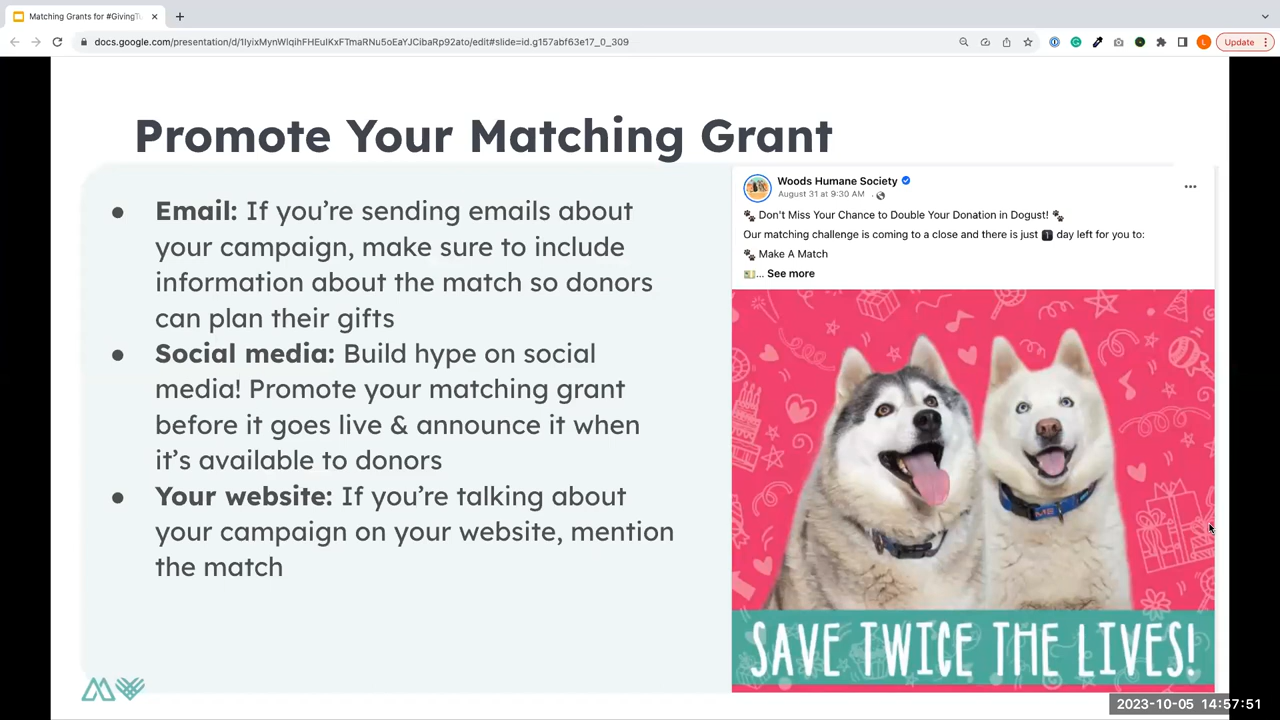 Matching Grants for #GivingTu
docs.google.com/presentation/d/1IyixMynWlqihFHEuIKxFTmaRNu5oEaYJCibaRp92ato/edit#slide=id.g157abf63e17_0_309
L
Update
Promote Your Matching Grant
● Email: If you’re sending emails about
your campaign, make sure to include
information about the match so donors
can plan their gifts
● Social media: Build hype on social
media! Promote your matching grant
before it goes live & announce it when
it’s available to donors
● Your website: If you’re talking about
your campaign on your website, mention
the match
Woods Humane Society
August 31 at 9:30 AM ·
🐾 Don't Miss Your Chance to Double Your Donation in Dogust! 🐾
Our matching challenge is coming to a close and there is just 1 day left for you to:
🐾 Make A Match
💵... See more
ME
SAVE TWICE THE LIVES!
2023-10-05 14:57:51